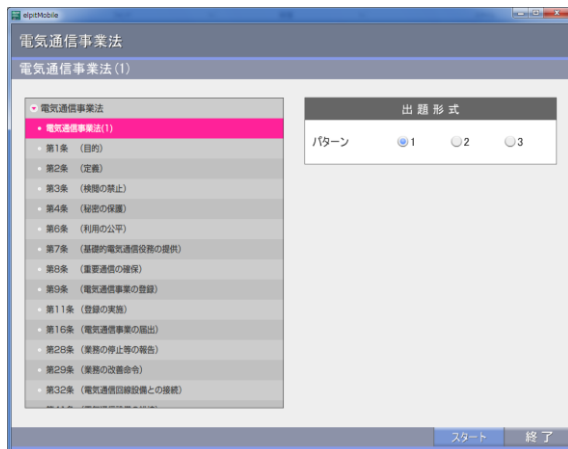 elpitMobile
電気通信事業法
電気通信事業法(1)
電気通信事業法
電気通信事業法(1)
第1条 (目的)
第2条 (定義)
第3条 (検閲の禁止)
第4条 (秘密の保護)
第6条 (利用の公平)
第7条 (基礎的電気通信役務の提供)
第8条 (重要通信の確保)
第9条 (電気通信事業の登録)
第11条 (登録の実施)
第16条 (電気通信事業の届出)
第28条 (業務の停止等の報告)
第29条 (業務の改善命令)
第32条 (電気通信回線設備との接続)
出題形式
パターン 1 2 3
スタート 終了